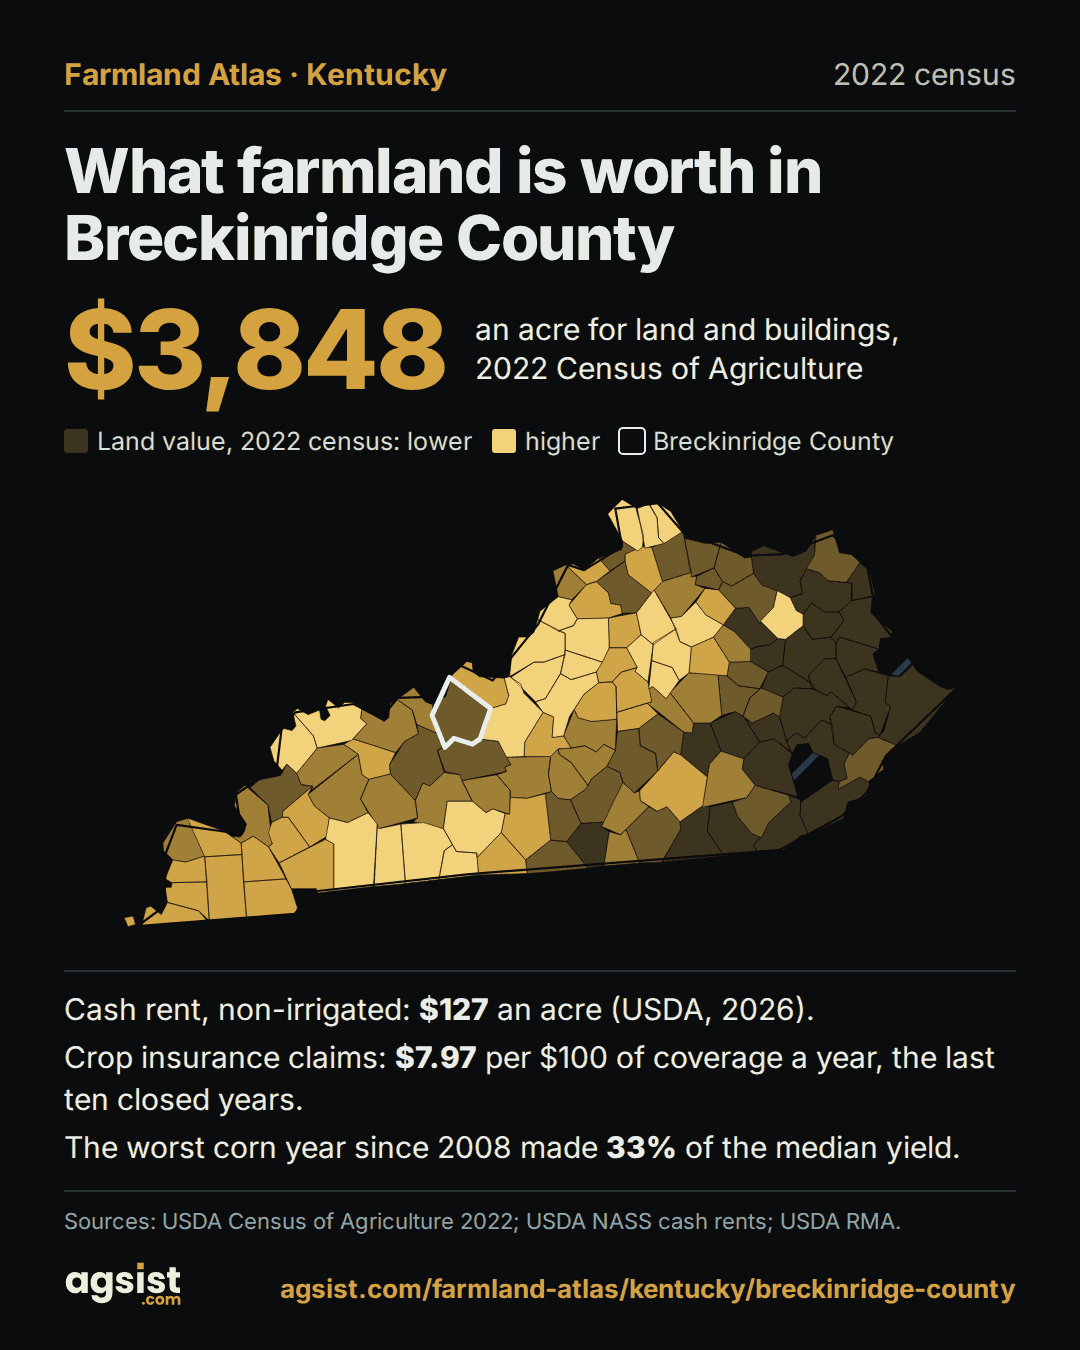 Farmland Atlas · Kentucky
2022 census
What farmland is worth in
Breckinridge County
$3,848
an acre for land and buildings,
2022 Census of Agriculture
Land value, 2022 census: lower
higher
Breckinridge County
Cash rent, non-irrigated: $127 an acre (USDA, 2026).
Crop insurance claims: $7.97 per $100 of coverage a year, the last
ten closed years.
The worst corn year since 2008 made 33% of the median yield.
Sources: USDA Census of Agriculture 2022; USDA NASS cash rents; USDA RMA.
agsist
.com
agsist.com/farmland-atlas/kentucky/breckinridge-county